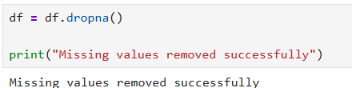 df = df.dropna()
print("Missing values removed successfully")
Missing values removed successfully